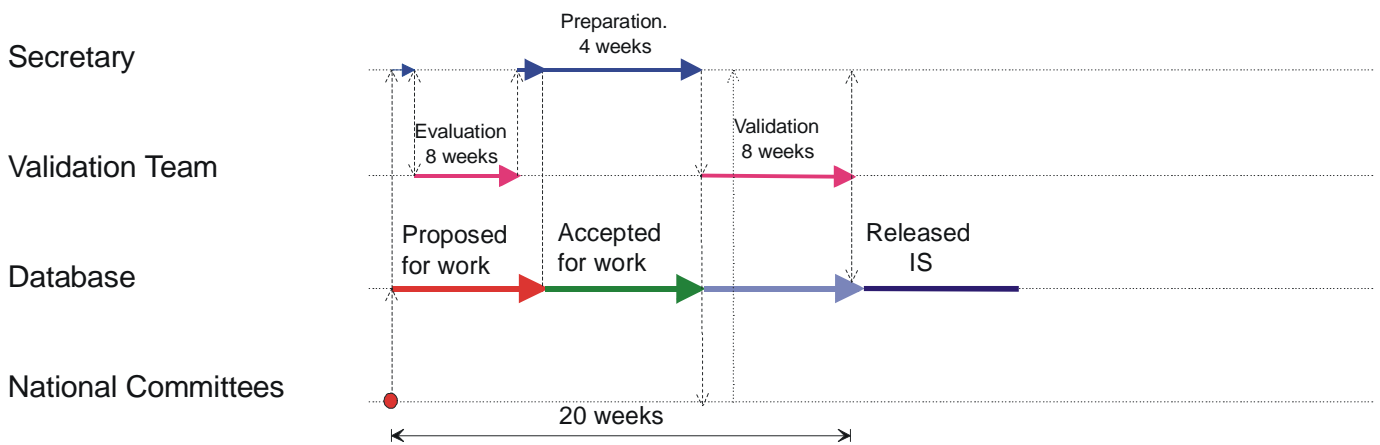 Preparation.
4 weeks
Secretary
Evaluation
8 weeks
Validation
8 weeks
Validation Team
Proposed
for work
Accepted
for work
Released
IS
Database
National Committees
20 weeks